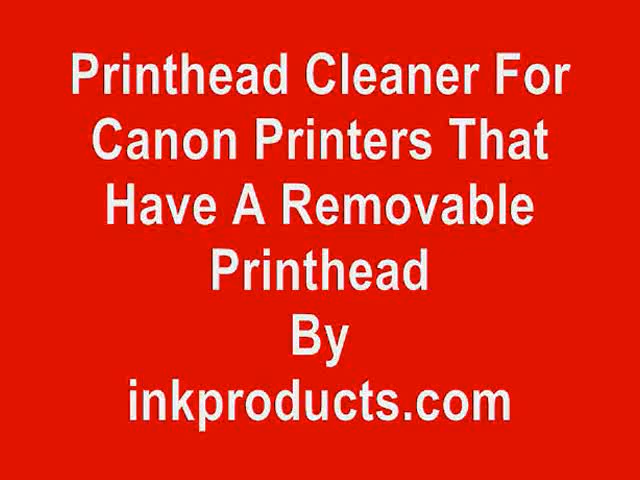 Printhead Cleaner For
Canon Printers That
Have A Removable
Printhead
By
inkproducts.com